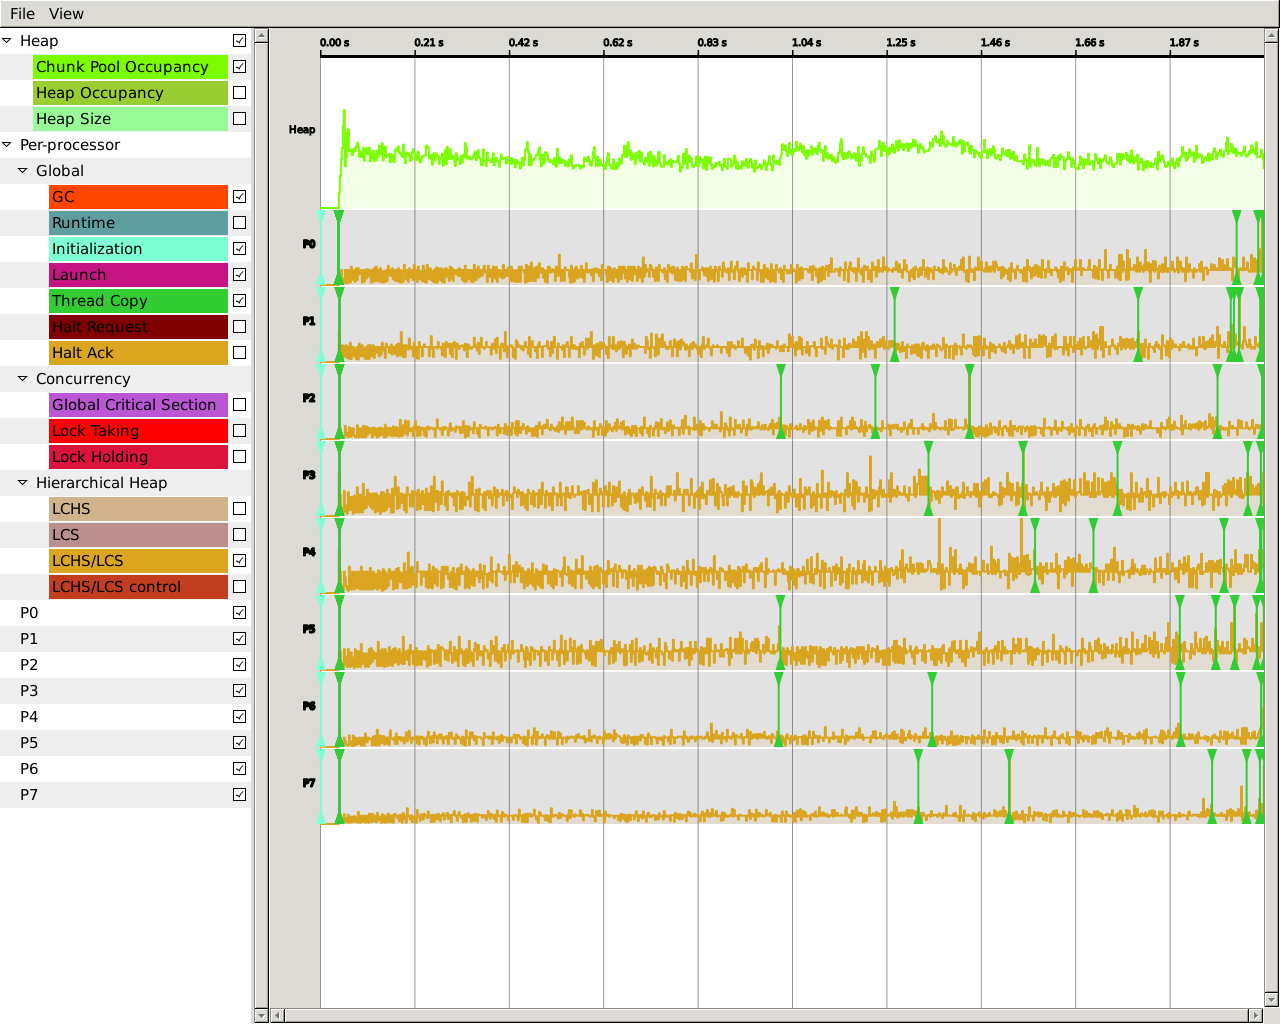 File View
Heap
Chunk Pool Occupancy
Heap Occupancy
Heap Size
Per-processor
Global
GC
Runtime
Initialization
Launch
Thread Copy
Halt Request
Halt Ack
Concurrency
Global Critical Section
Lock Taking
Lock Holding
Hierarchical Heap
LCHS
LCS
LCHS/LCS
LCHS/LCS control
P0
P1
P2
P3
P4
P5
P6
P7
0.00 s 0.21 s 0.42 s 0.62 s 0.83 s 1.04 s 1.25 s 1.46 s 1.66 s 1.87 s
Heap
P0
P1
P2
P3
P4
P5
P6
P7